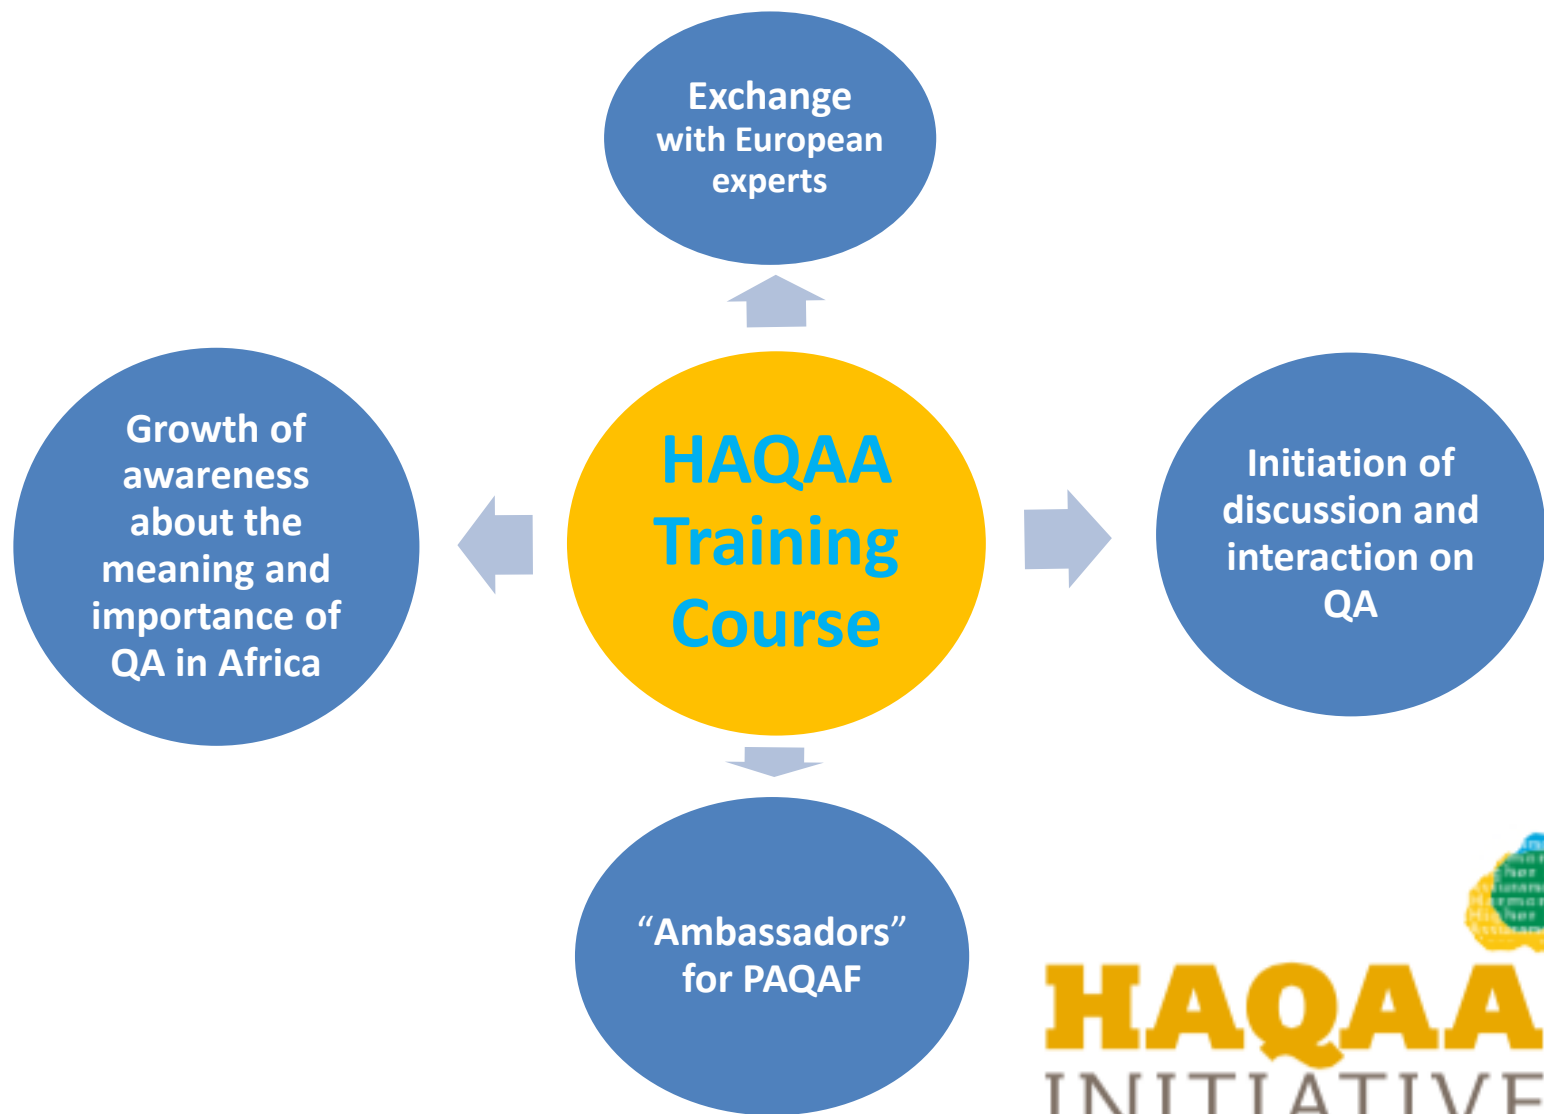 Exchange
with European
experts
Growth of
awareness
about the
meaning and
importance of
QA in Africa
HAQAA
Training
Course
Initiation of
discussion and
interaction on
QA
“Ambassadors”
for PAQAF
HAQAA
INITIATIVE